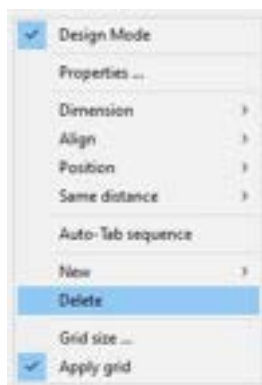 Design Mode
Properties ...
Dimension
Align
Position
Same distance
Auto-Tab sequence
New
Delete
Grid size ...
Apply grid